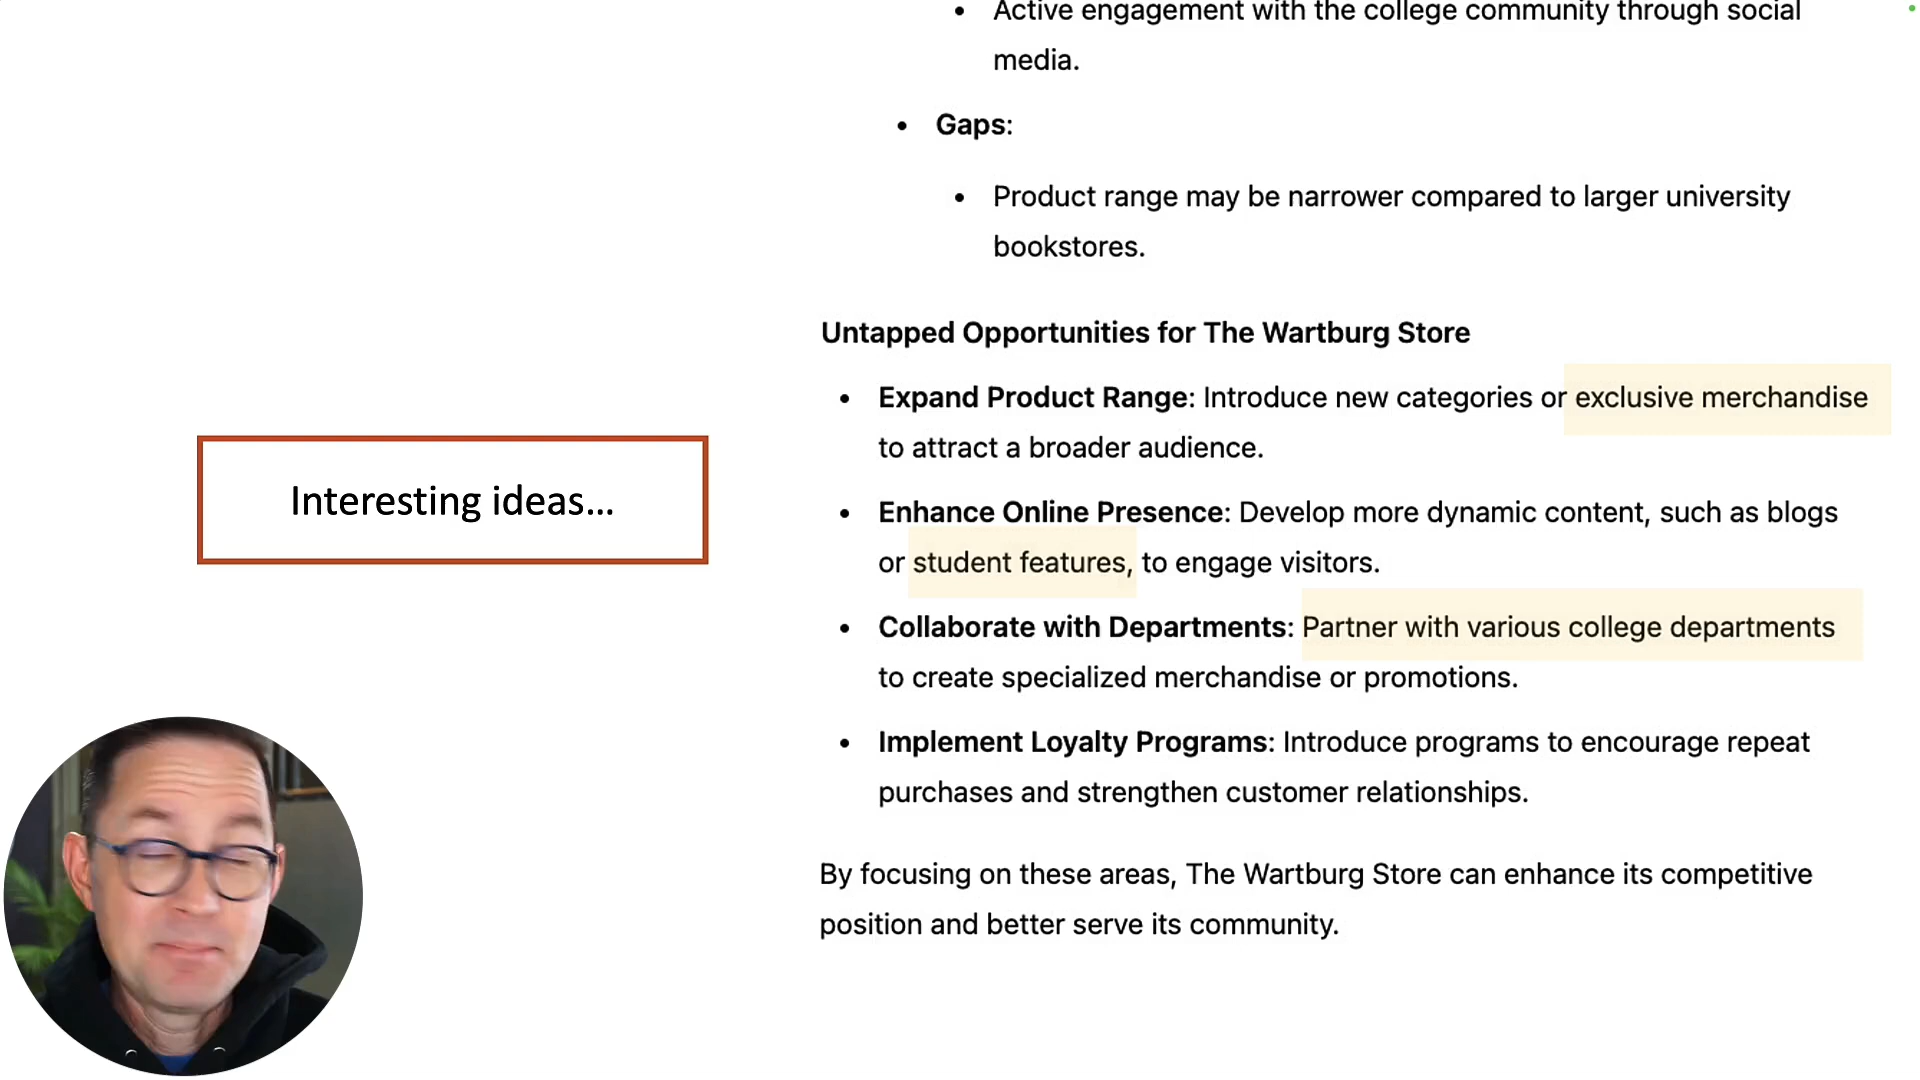 • Active engagement with the college community through social
media.
• Gaps:
• Product range may be narrower compared to larger university
bookstores.
Untapped Opportunities for The Wartburg Store
• Expand Product Range: Introduce new categories or exclusive merchandise
to attract a broader audience.
• Enhance Online Presence: Develop more dynamic content, such as blogs
or student features, to engage visitors.
• Collaborate with Departments: Partner with various college departments
to create specialized merchandise or promotions.
• Implement Loyalty Programs: Introduce programs to encourage repeat
purchases and strengthen customer relationships.
By focusing on these areas, The Wartburg Store can enhance its competitive
position and better serve its community.
Interesting ideas...